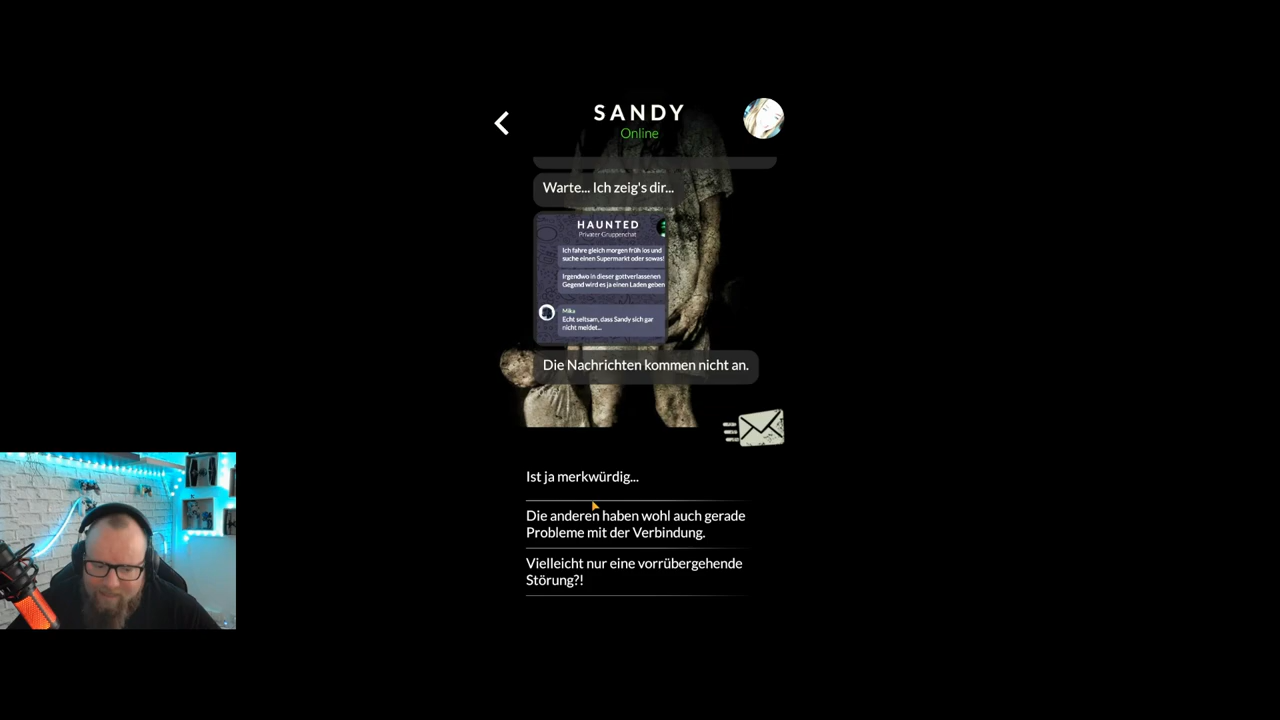 SANDY
Online
Warte... Ich zeig's dir...
HAUNTED
Privater Gruppenchat
Ich fahre gleich morgen früh los und
suche einen Supermarkt oder sowas!
Irgendwo in dieser gottverlassenen
Gegend wird es ja einen Laden geben
Mika
Echt seltsam, dass Sandy sich gar
nicht meldet...
Die Nachrichten kommen nicht an.
Ist ja merkwürdig...
Die anderen haben wohl auch gerade
Probleme mit der Verbindung.
Vielleicht nur eine vorrübergehende
Störung?!